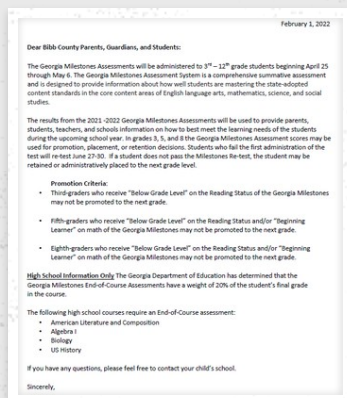 February 1, 2022
Dear Bibb County Parents, Guardians, and Students:
The Georgia Milestones Assessments will be administered to 3rd – 12th grade students beginning April 25
through May 6. The Georgia Milestones Assessment System is a comprehensive summative assessment
and is designed to provide information about how well students are mastering the state-adopted
content standards in the core content areas of English language arts, mathematics, science, and social
studies.
The results from the 2021 -2022 Georgia Milestones Assessments will be used to provide parents,
students, teachers, and schools information on how to best meet the learning needs of the students
during the upcoming school year. In grades 3, 5, and 8 the Georgia Milestones Assessment scores may be
used for promotion, placement, or retention decisions. Students who fail the first administration of the
test will re-test June 27-30. If a student does not pass the Milestones Re-test, the student may be
retained or administratively placed to the next grade level.
Promotion Criteria:
• Third-graders who receive "Below Grade Level" on the Reading Status of the Georgia Milestones
may not be promoted to the next grade.
• Fifth-graders who receive "Below Grade Level" on the Reading Status and/or "Beginning
Learner" on math of the Georgia Milestones may not be promoted to the next grade.
• Eighth-graders who receive "Below Grade Level" on the Reading Status and/or "Beginning
Learner" on math of the Georgia Milestones may not be promoted to the next grade.
High School Information Only The Georgia Department of Education has determined that the
Georgia Milestones End-of-Course Assessments have a weight of 20% of the student's final grade
in the course.
The following high school courses require an End-of-Course assessment:
• American Literature and Composition
• Algebra I
• Biology
• US History
If you have any questions, please feel free to contact your child's school.
Sincerely,